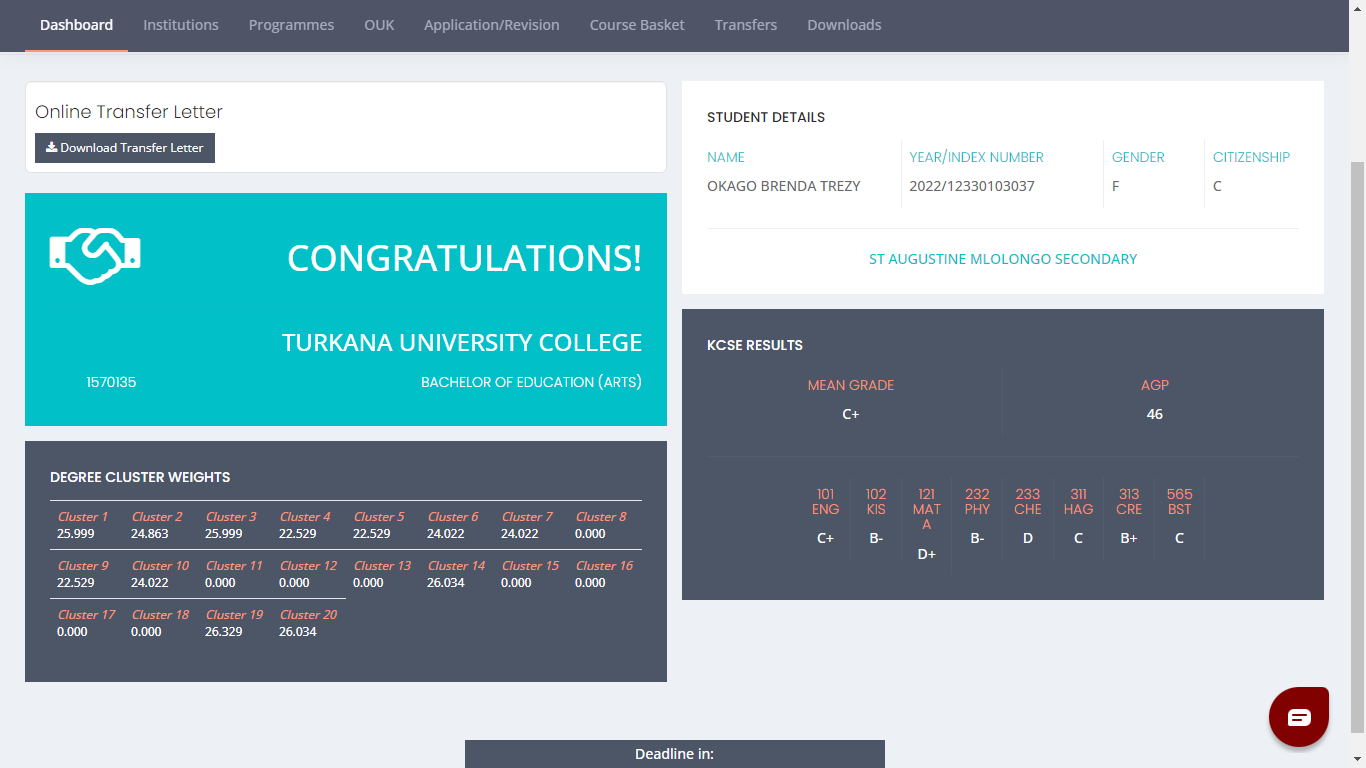 Dashboard Institutions Programmes OUK Application/Revision Course Basket Transfers Downloads
Online Transfer Letter
Download Transfer Letter
CONGRATULATIONS!
TURKANA UNIVERSITY COLLEGE
1570135 BACHELOR OF EDUCATION (ARTS)
DEGREE CLUSTER WEIGHTS
Cluster 1 Cluster 2 Cluster 3 Cluster 4 Cluster 5 Cluster 6 Cluster 7 Cluster 8
25.999 24.863 25.999 22.529 22.529 24.022 24.022 0.000
Cluster 9 Cluster 10 Cluster 11 Cluster 12 Cluster 13 Cluster 14 Cluster 15 Cluster 16
22.529 24.022 0.000 0.000 0.000 26.034 0.000 0.000
Cluster 17 Cluster 18 Cluster 19 Cluster 20
0.000 0.000 26.329 26.034
STUDENT DETAILS
NAME YEAR/INDEX NUMBER GENDER CITIZENSHIP
OKAGO BRENDA TREZY 2022/12330103037 F C
ST AUGUSTINE MLOLONGO SECONDARY
KCSE RESULTS
MEAN GRADE AGP
C+ 46
101 102 121 232 233 311 313 565
ENG KIS MAT PHY CHE HAG CRE BST
A
C+ B- D+ B- D C B+ C
Deadline in: